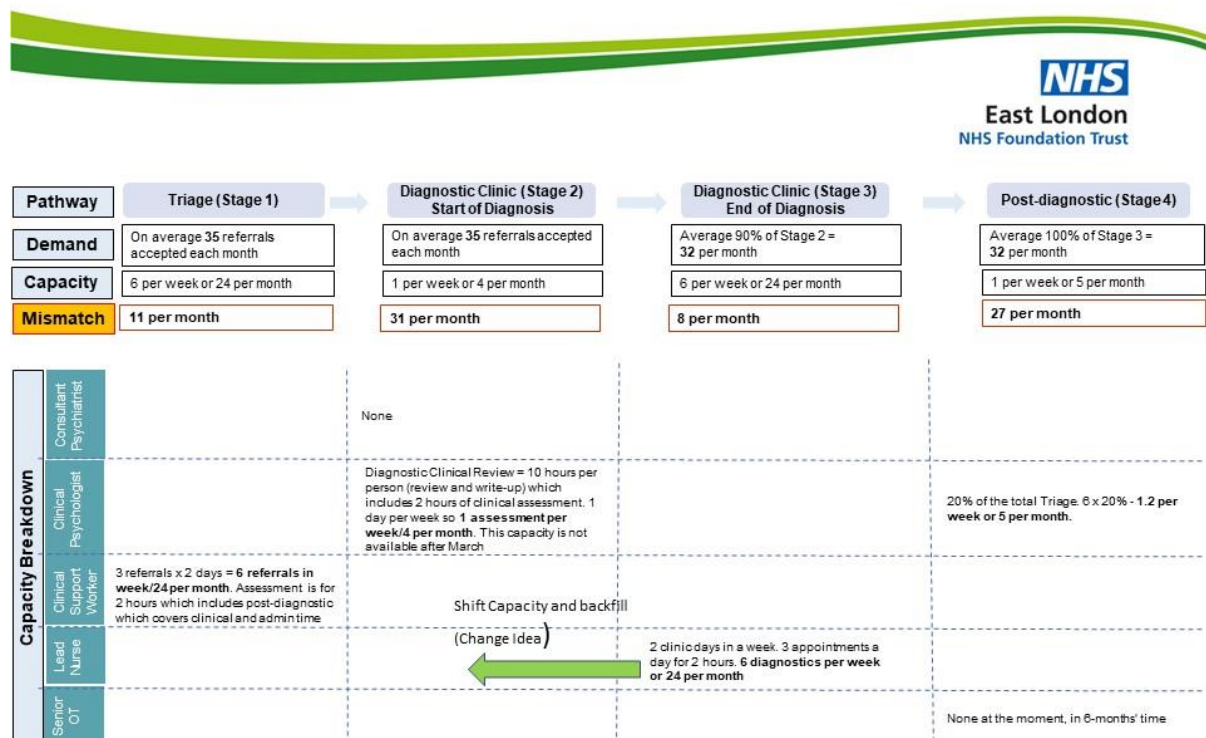 NHS
East London
NHS Foundation Trust
Pathway
Triage (Stage 1)
Diagnostic Clinic (Stage 2)
Start of Diagnosis
Diagnostic Clinic (Stage 3)
End of Diagnosis
Post-diagnostic (Stage 4)
Demand
On average 35 referrals
accepted each month
On average 35 referrals accepted
each month
Average 90% of Stage 2 =
32 per month
Average 100% of Stage 3 =
32 per month
Capacity
6 per week or 24 per month
1 per week or 4 per month
6 per week or 24 per month
1 per week or 5 per month
Mismatch
11 per month
31 per month
8 per month
27 per month
Capacity Breakdown
Consultant
Psychiatrist
None
Clinical
Psychologist
Diagnostic Clinical Review = 10 hours per
person (review and write-up) which
includes 2 hours of clinical assessment. 1
day per week so 1 assessment per
week/4 per month. This capacity is not
available after March
20% of the total Triage. 6 x 20% - 1.2 per
week or 5 per month.
Clinical
Support
Worker
3 referrals x 2 days = 6 referrals in
week/24 per month. Assessment is for
2 hours which includes post-diagnostic
which covers clinical and admin time
Shift Capacity and backfill
(Change Idea)
Lead
Nurse
2 clinic days in a week. 3 appointments a
day for 2 hours. 6 diagnostics per week
or 24 per month
Senior
OT
None at the moment, in 6-months' time